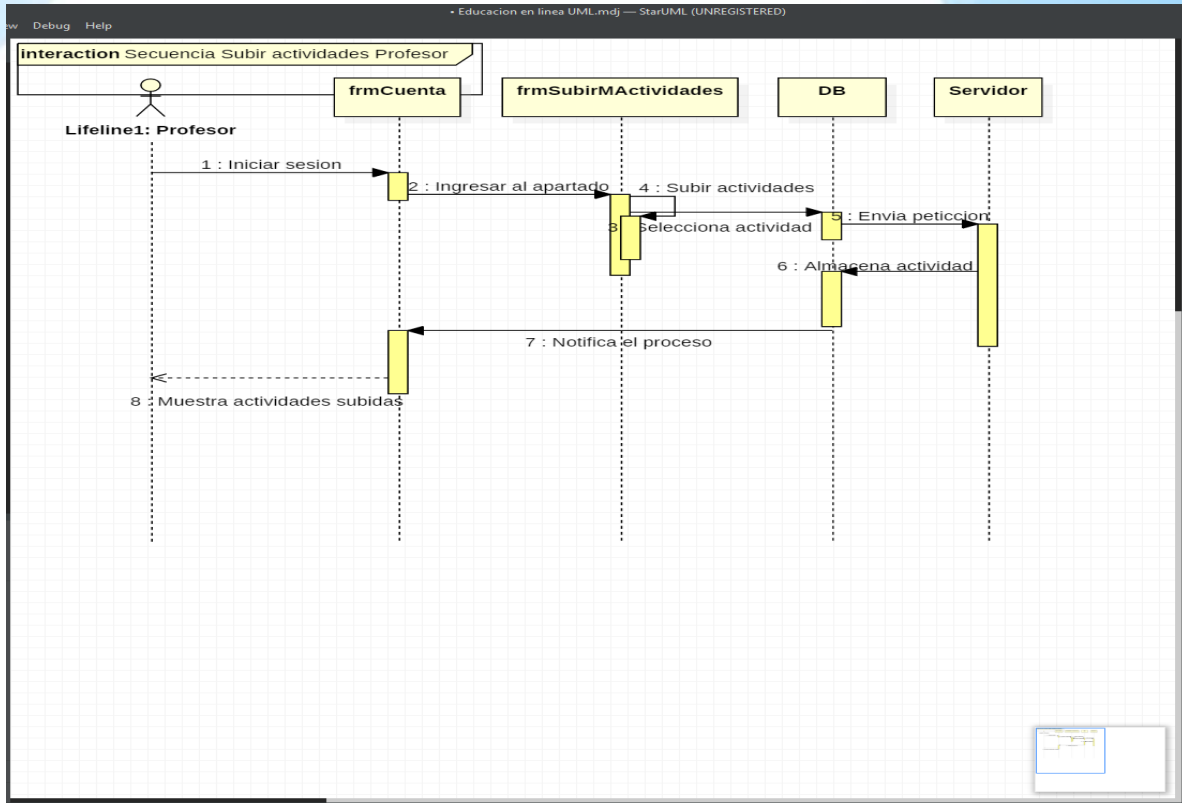 • Educacion en linea UML.mdj — StarUML (UNREGISTERED)
ew Debug Help
interaction Secuencia Subir actividades Profesor
frmCuenta
frmSubirMActividades
DB
Servidor
Lifeline1: Profesor
1 : Iniciar sesion
2 : Ingresar al apartado
4 : Subir actividades
5 : Envia peticcion
3 : Selecciona actividad
6 : Almacena actividad
7 : Notifica el proceso
8 : Muestra actividades subidas